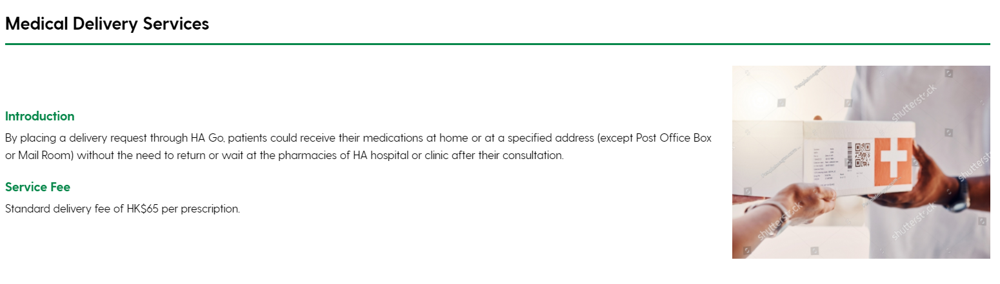 Medical Delivery Services
Introduction
By placing a delivery request through HA Go, patients could receive their medications at home or at a specified address (except Post Office Box
or Mail Room) without the need to return or wait at the pharmacies of HA hospital or clinic after their consultation.
Service Fee
Standard delivery fee of HK$65 per prescription.
shutterstock
shutterstock
shutterstock
shutterstock